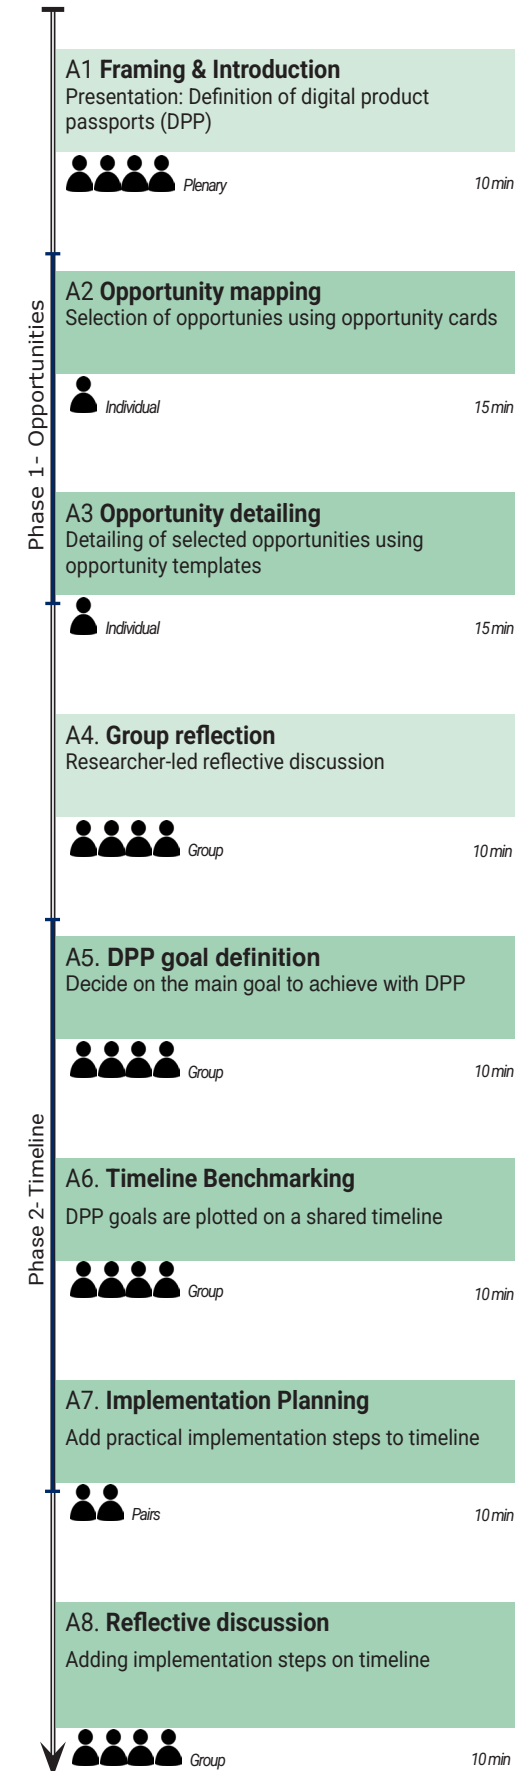 A1 Framing & Introduction
Presentation: Definition of digital product
passports (DPP)
Plenary
10 min
Phase 1- Opportunities
A2 Opportunity mapping
Selection of opportunies using opportunity cards
Individual
15 min
A3 Opportunity detailing
Detailing of selected opportunities using
opportunity templates
Individual
15 min
A4. Group reflection
Researcher-led reflective discussion
Group
10 min
Phase 2- Timeline
A5. DPP goal definition
Decide on the main goal to achieve with DPP
Group
10 min
A6. Timeline Benchmarking
DPP goals are plotted on a shared timeline
Group
10 min
A7. Implementation Planning
Add practical implementation steps to timeline
Pairs
10 min
A8. Reflective discussion
Adding implementation steps on timeline
Group
10 min